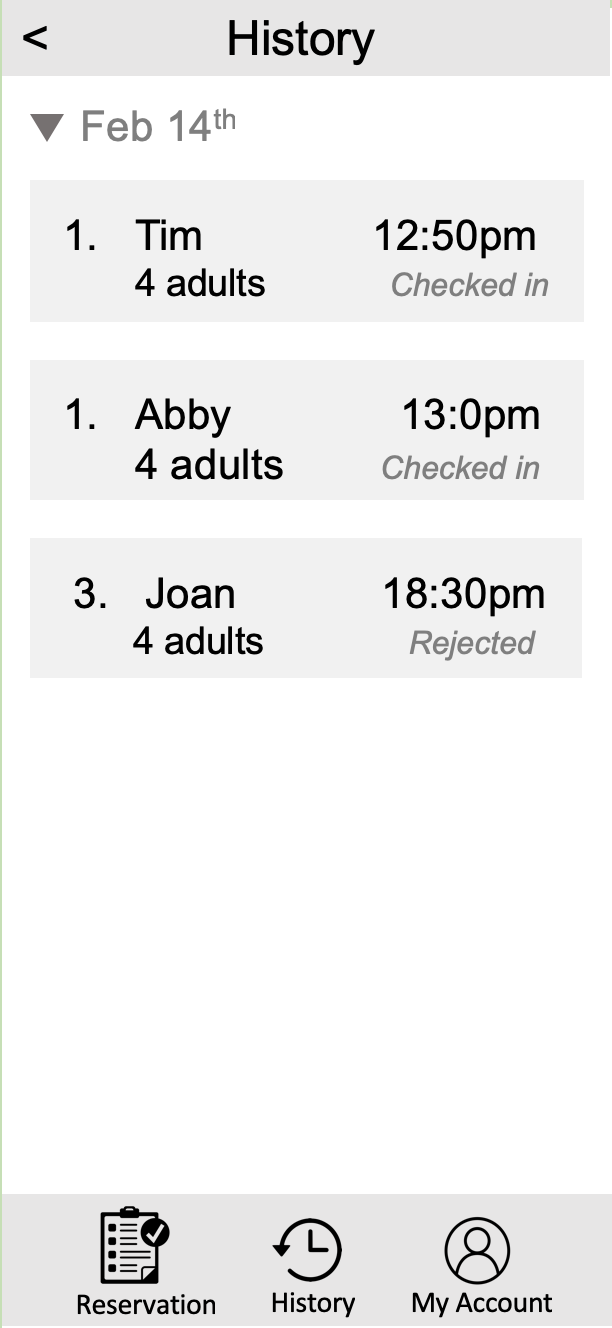 < History
Feb 14th
1. Tim 12:50pm
4 adults Checked in
1. Abby 13:0pm
4 adults Checked in
3. Joan 18:30pm
4 adults Rejected
Reservation History My Account